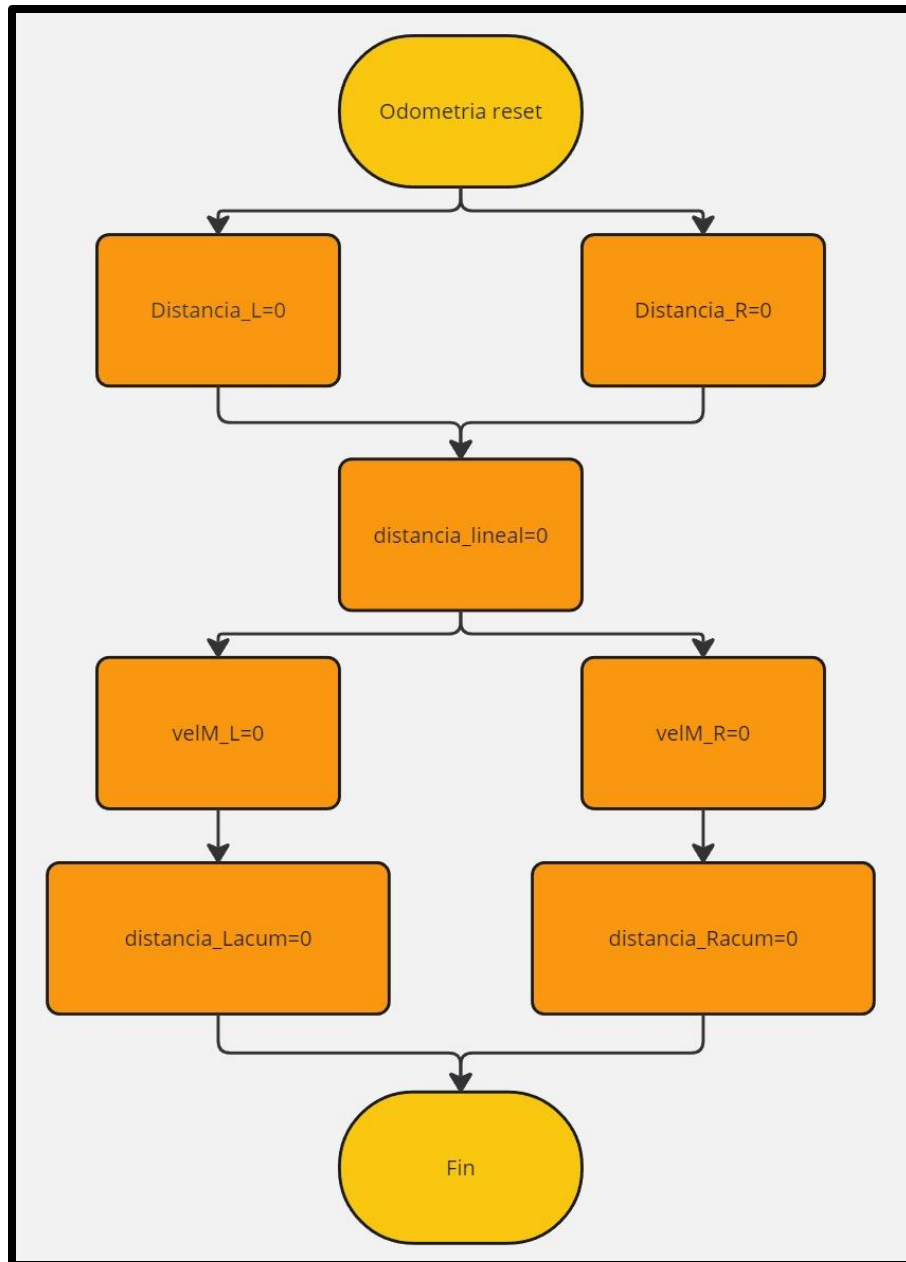 Odometria reset
Distancia_L=0
Distancia_R=0
distancia_lineal=0
velM_L=0
velM_R=0
distancia_Lacum=0
distancia_Racum=0
Fin